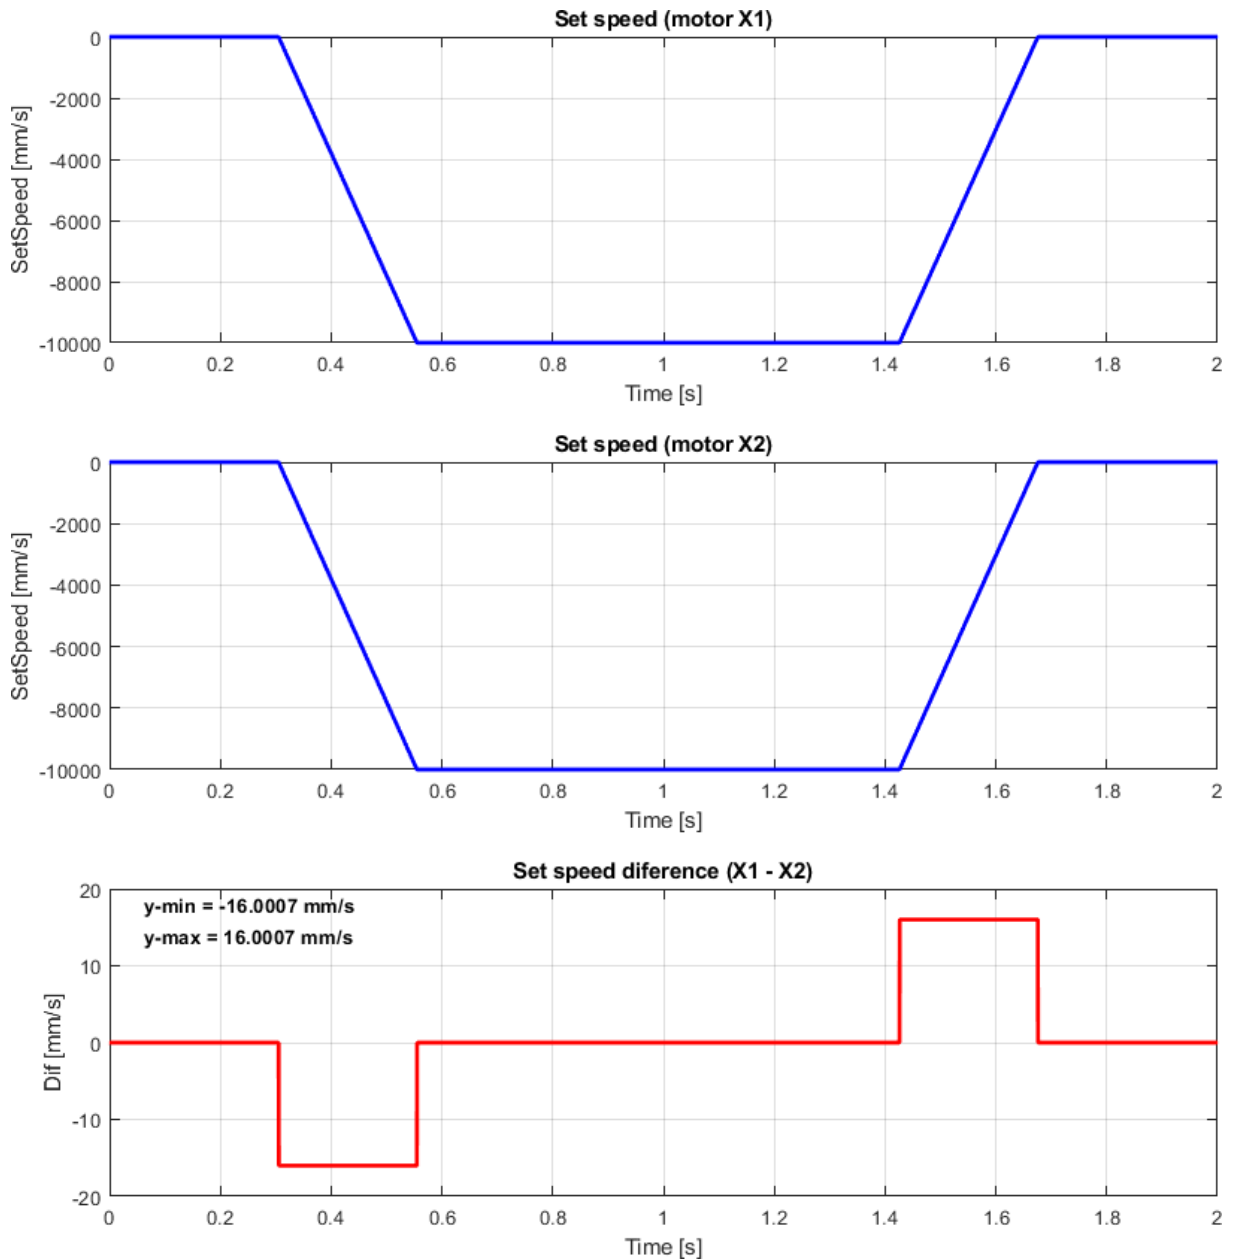 Set speed (motor X1)
SetSpeed [mm/s]
0
-2000
-4000
-6000
-8000
-10000
0 0.2 0.4 0.6 0.8 1 1.2 1.4 1.6 1.8 2
Time [s]
Set speed (motor X2)
SetSpeed [mm/s]
0
-2000
-4000
-6000
-8000
-10000
0 0.2 0.4 0.6 0.8 1 1.2 1.4 1.6 1.8 2
Time [s]
Set speed diference (X1 - X2)
Dif [mm/s]
20
10
0
-10
-20
y-min = -16.0007 mm/s
y-max = 16.0007 mm/s
0 0.2 0.4 0.6 0.8 1 1.2 1.4 1.6 1.8 2
Time [s]